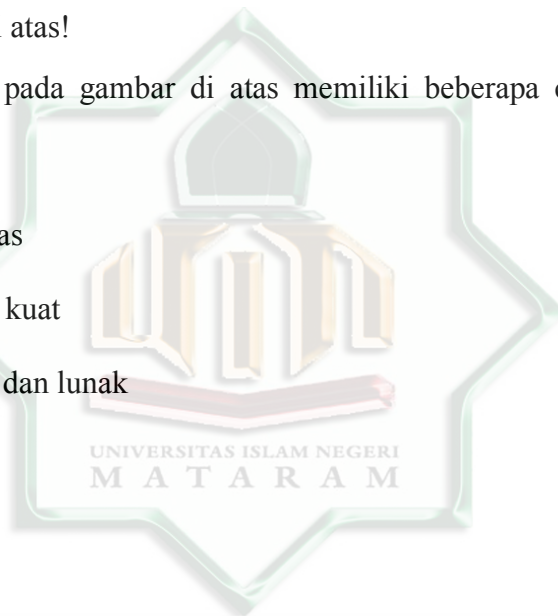 atas!
pada gambar di atas memiliki beberapa
as
kuat
dan lunak
UNIVERSITAS ISLAM NEGERI
MATARAM